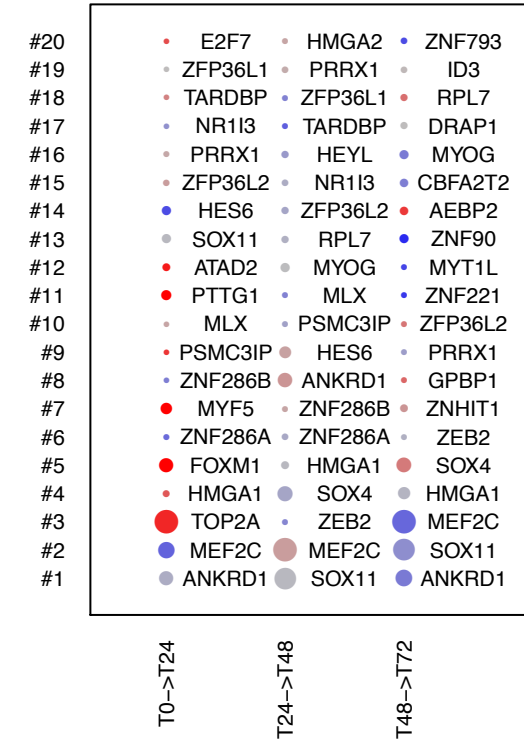 #20 E2F7 HMGA2 ZNF793
#19 ZFP36L1 PRRX1 ID3
#18 TARDBP ZFP36L1 RPL7
#17 NR1I3 TARDBP DRAP1
#16 PRRX1 HEYL MYOG
#15 ZFP36L2 NR1I3 CBFA2T2
#14 HES6 ZFP36L2 AEBP2
#13 SOX11 RPL7 ZNF90
#12 ATAD2 MYOG MYT1L
#11 PTTG1 MLX ZNF221
#10 MLX PSMC3IP ZFP36L2
#9 PSMC3IP HES6 PRRX1
#8 ZNF286B ANKRD1 GPBP1
#7 MYF5 ZNF286B ZNHIT1
#6 ZNF286A ZNF286A ZEB2
#5 FOXM1 HMGA1 SOX4
#4 HMGA1 SOX4 HMGA1
#3 TOP2A ZEB2 MEF2C
#2 MEF2C MEF2C SOX11
#1 ANKRD1 SOX11 ANKRD1
T0−>T24
T24−>T48
T48−>T72